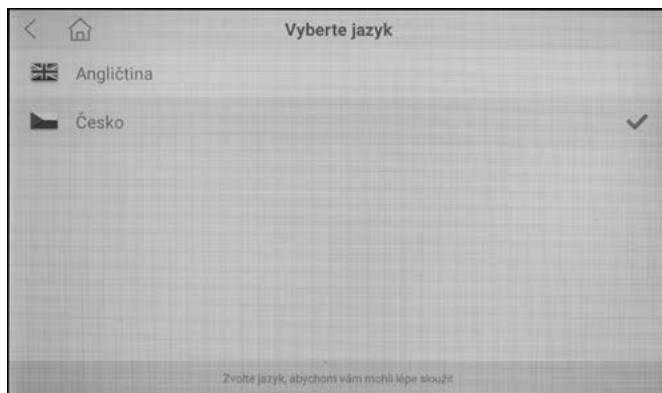 Vyberte jazyk
Angličtina
Česko
Zvolte jazyk, abychom vám mohli lépe sloužit